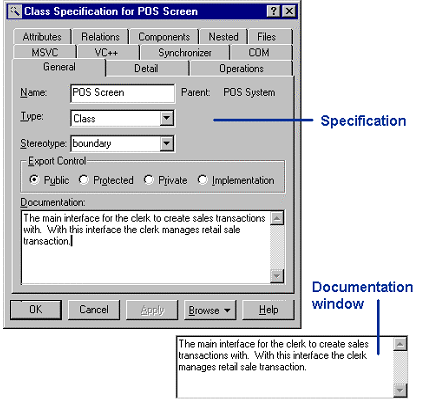 Class Specification for POS Screen
Attributes Relations Components Nested Files
MSVC VC++ Synchronizer COM
General Detail Operations
Name: POS Screen Parent: POS System
Type: Class
Specification
Stereotype: boundary
Export Control
Public Protected Private Implementation
Documentation:
The main interface for the clerk to create sales transactions
with. With this interface the clerk manages retail sale
transaction.
OK Cancel Apply Browse Help
Documentation
window
The main interface for the clerk to create sales
transactions with. With this interface the clerk
manages retail sale transaction.